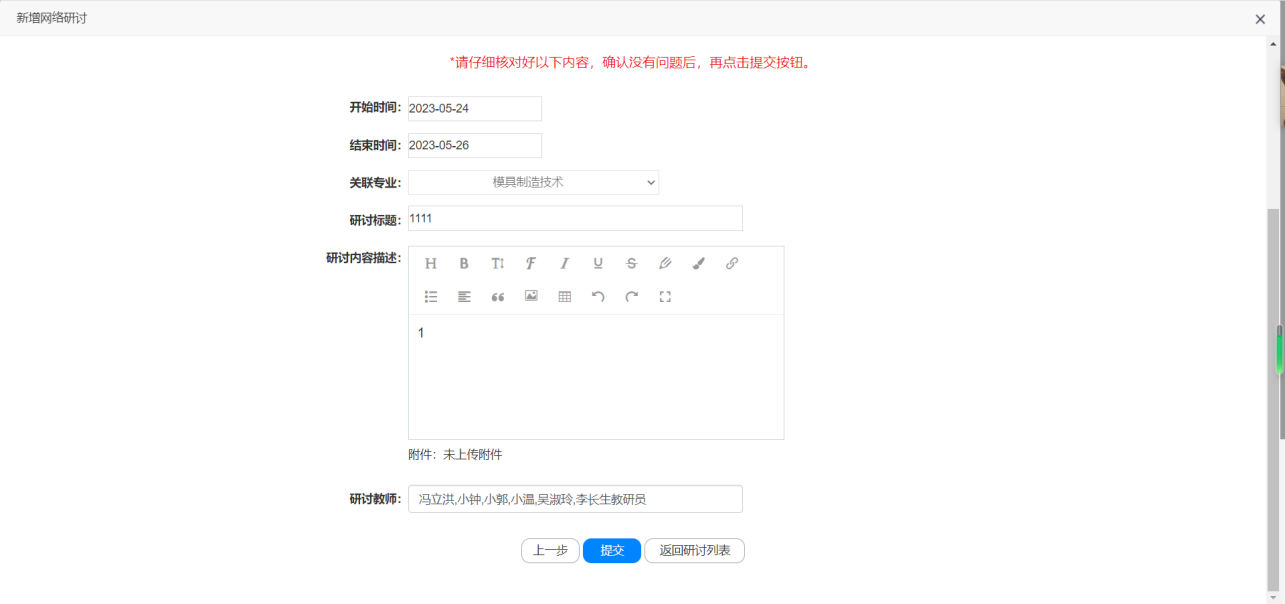 新增网络研讨
*请仔细核对好以下内容，确认没有问题后，再点击提交按钮。
开始时间：2023-05-24
结束时间：2023-05-26
关联专业：模具制造技术
研讨标题：1111
研讨内容描述：
1
附件：未上传附件
研讨教师：冯立洪,小钟,小郭,小温,吴淑玲,李长生教研员
上一步 提交 返回研讨列表